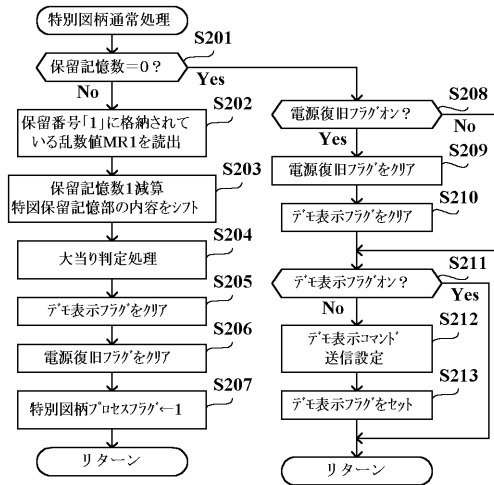 特別図柄通常処理
S201
保留記憶数=0？
Yes
No
S202
保留番号「1」に格納されて
いる乱数値MR1を読出
S203
保留記憶数1減算
特図保留記憶部の内容をシフト
S204
大当り判定処理
S205
デモ表示フラグをクリア
S206
電源復旧フラグをクリア
S207
特別図柄プロセスフラグ←1
リターン
S208
電源復旧フラグオン？
Yes
No
S209
電源復旧フラグをクリア
S210
デモ表示フラグをクリア
S211
デモ表示フラグオン？
Yes
No
S212
デモ表示コマンド
送信設定
S213
デモ表示フラグをセット
リターン